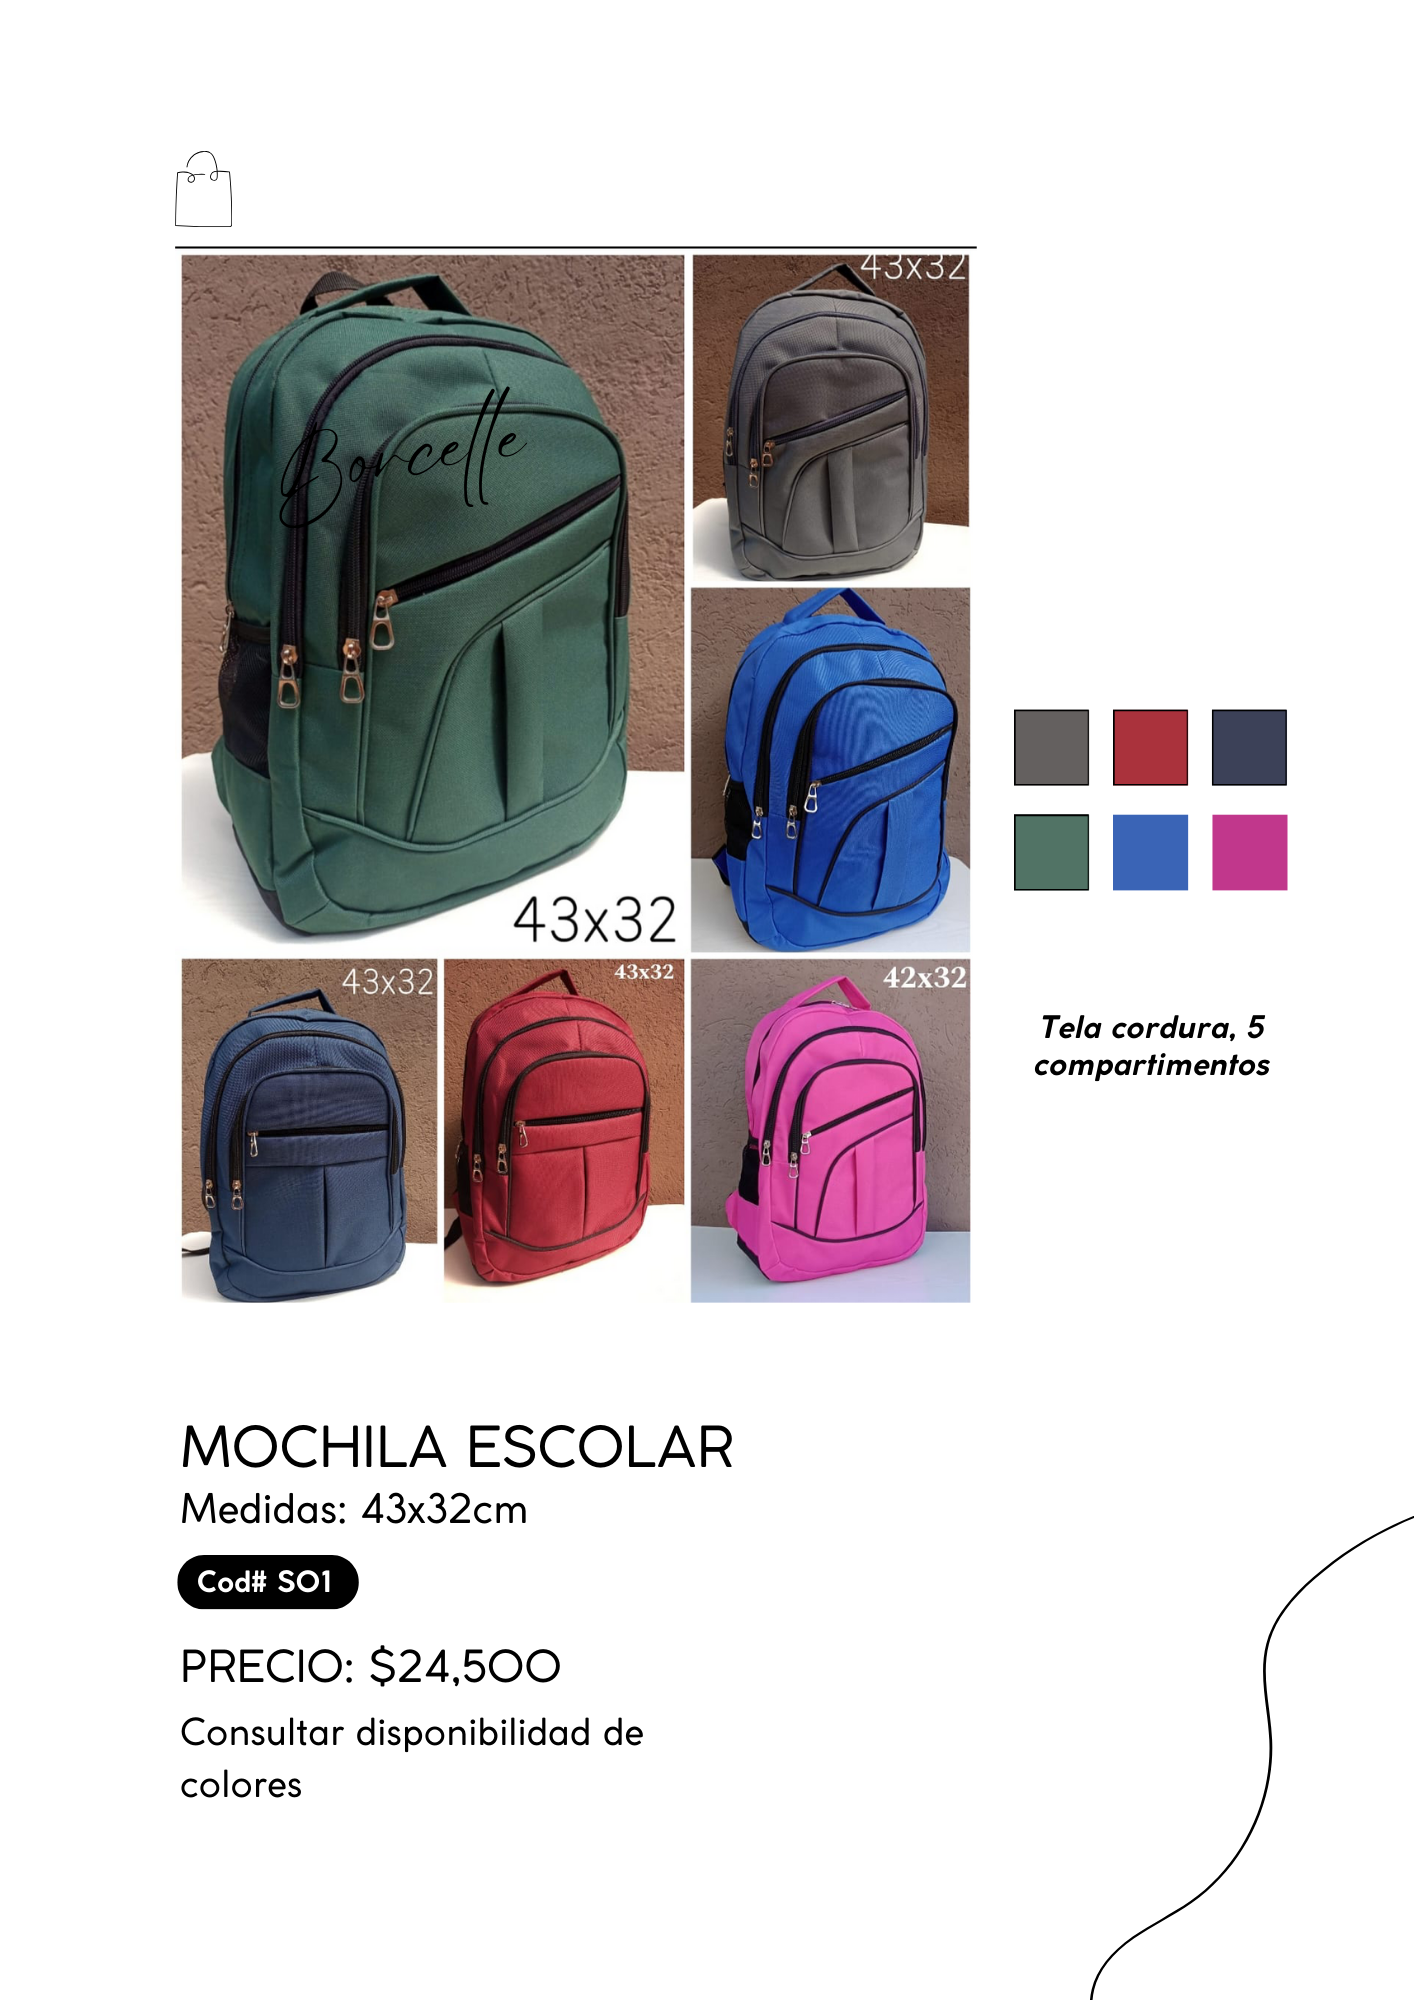 43x32
Borcelle
43x32
43x32
43x32
42x32
Tela cordura, 5
compartimentos
MOCHILA ESCOLAR
Medidas: 43x32cm
Cod# S01
PRECIO: $24,500
Consultar disponibilidad de
colores